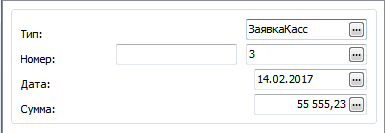 Тип: ЗаявкаКасс ...
Номер: 3 ...
Дата: 14.02.2017 ...
Сумма: 55 555,23 ...